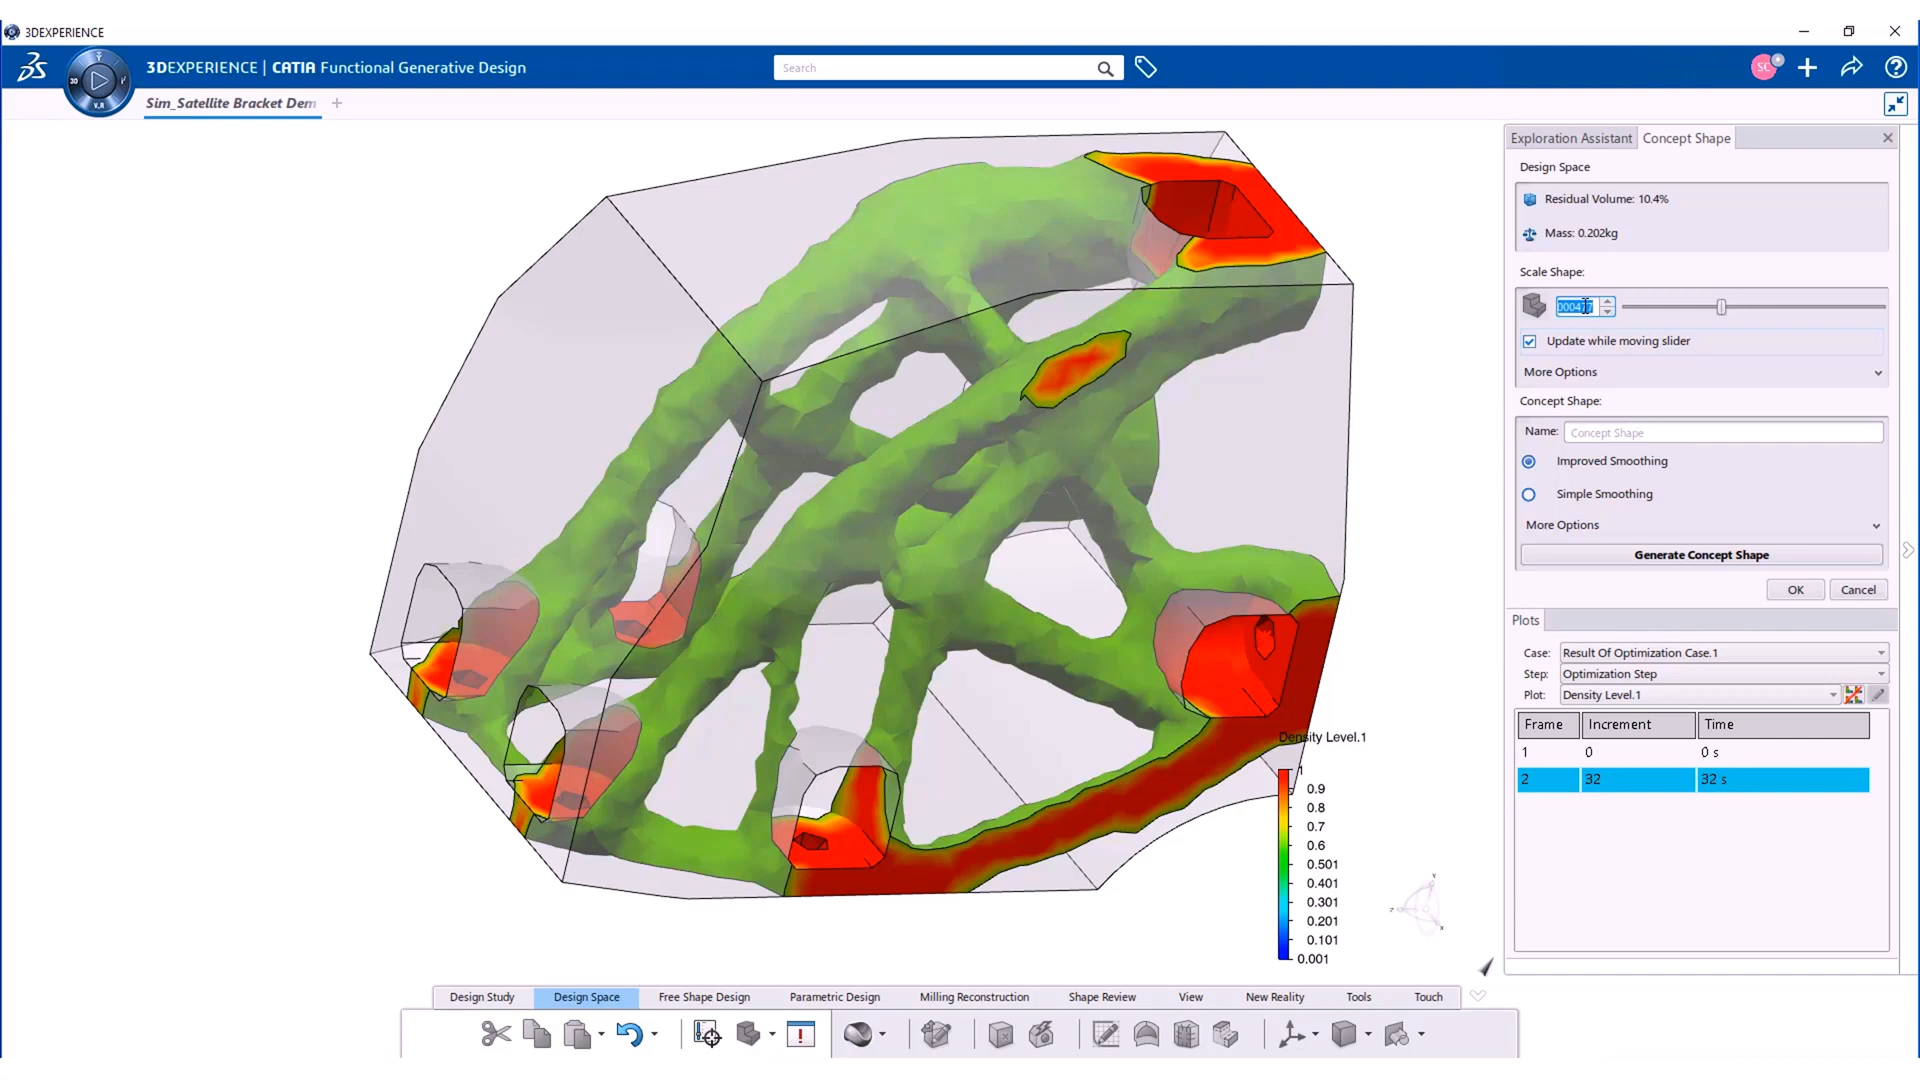 3DEXPERIENCE
3DEXPERIENCE | CATIA Functional Generative Design
Search
SC
3D
V.R
Sim_Satellite Bracket Dem
Exploration Assistant
Concept Shape
Design Space
Residual Volume: 10.4%
Mass: 0.202kg
Scale Shape:
Update while moving slider
More Options
Concept Shape:
Name: Concept Shape
Improved Smoothing
Simple Smoothing
More Options
Generate Concept Shape
OK
Cancel
Plots
Case: Result Of Optimization Case.1
Step: Optimization Step
Plot: Density Level.1
Frame Increment Time
1 0 0 s
2 32 32 s
Density Level.1
1
0.9
0.8
0.7
0.6
0.501
0.401
0.301
0.201
0.101
0.001
Y
Z
X
Design Study
Design Space
Free Shape Design
Parametric Design
Milling Reconstruction
Shape Review
View
New Reality
Tools
Touch